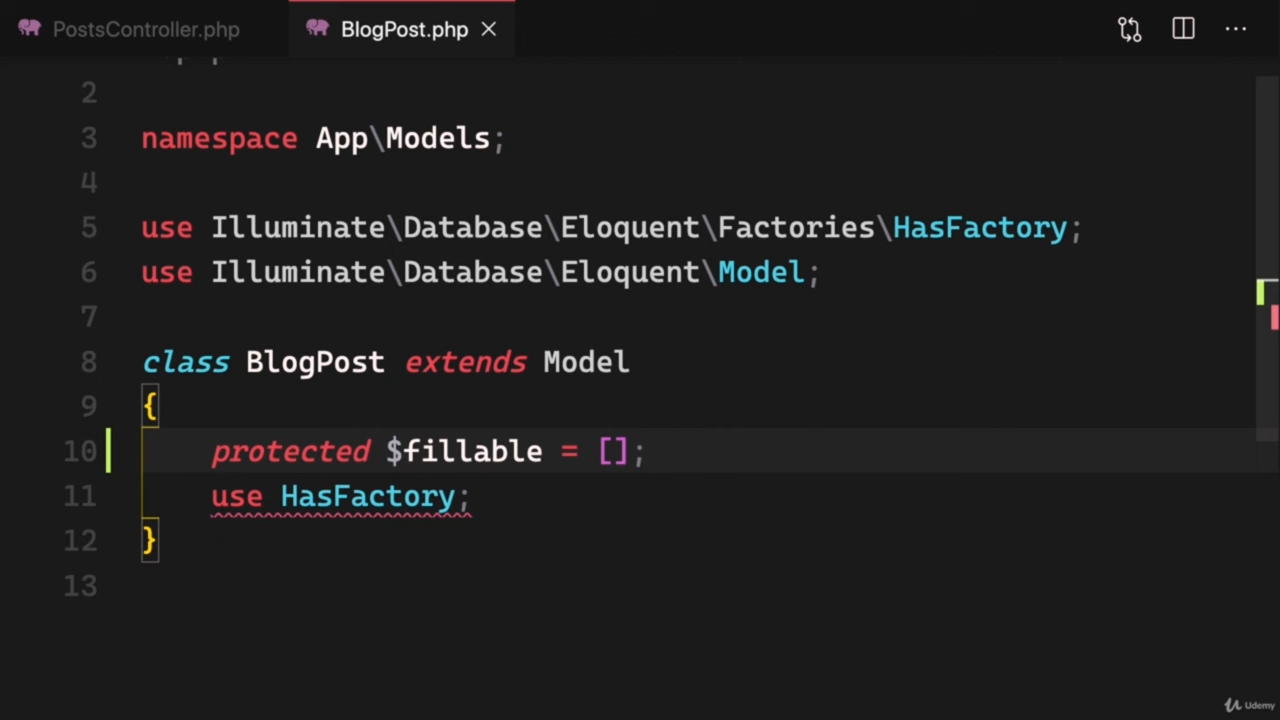 PostsController.php
BlogPost.php
2
3 namespace App\Models;
4
5 use Illuminate\Database\Eloquent\Factories\HasFactory;
6 use Illuminate\Database\Eloquent\Model;
7
8 class BlogPost extends Model
9 {
10 protected $fillable = [];
11 use HasFactory;
12 }
13
Udemy